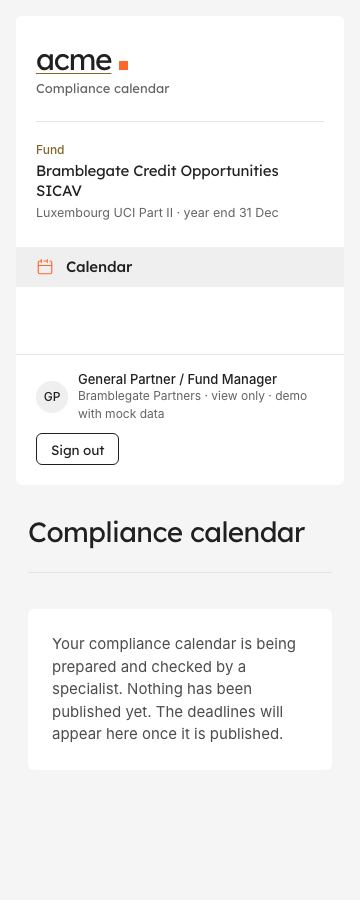 acme
Compliance calendar
Fund
Bramblegate Credit Opportunities
SICAV
Luxembourg UCI Part II · year end 31 Dec
Calendar
GP
General Partner / Fund Manager
Bramblegate Partners · view only · demo
with mock data
Sign out
Compliance calendar
Your compliance calendar is being
prepared and checked by a
specialist. Nothing has been
published yet. The deadlines will
appear here once it is published.